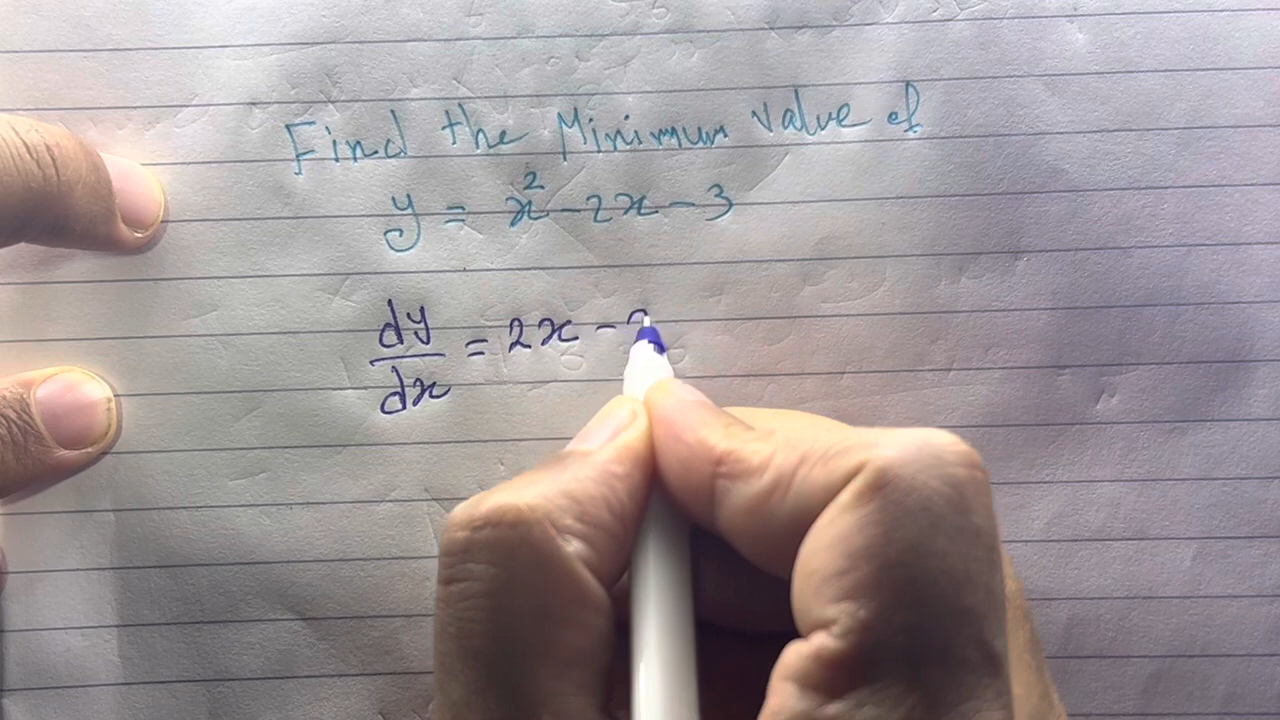 Find the Minimum Value of
y = x² - 2x - 3
dy/dx = 2x -